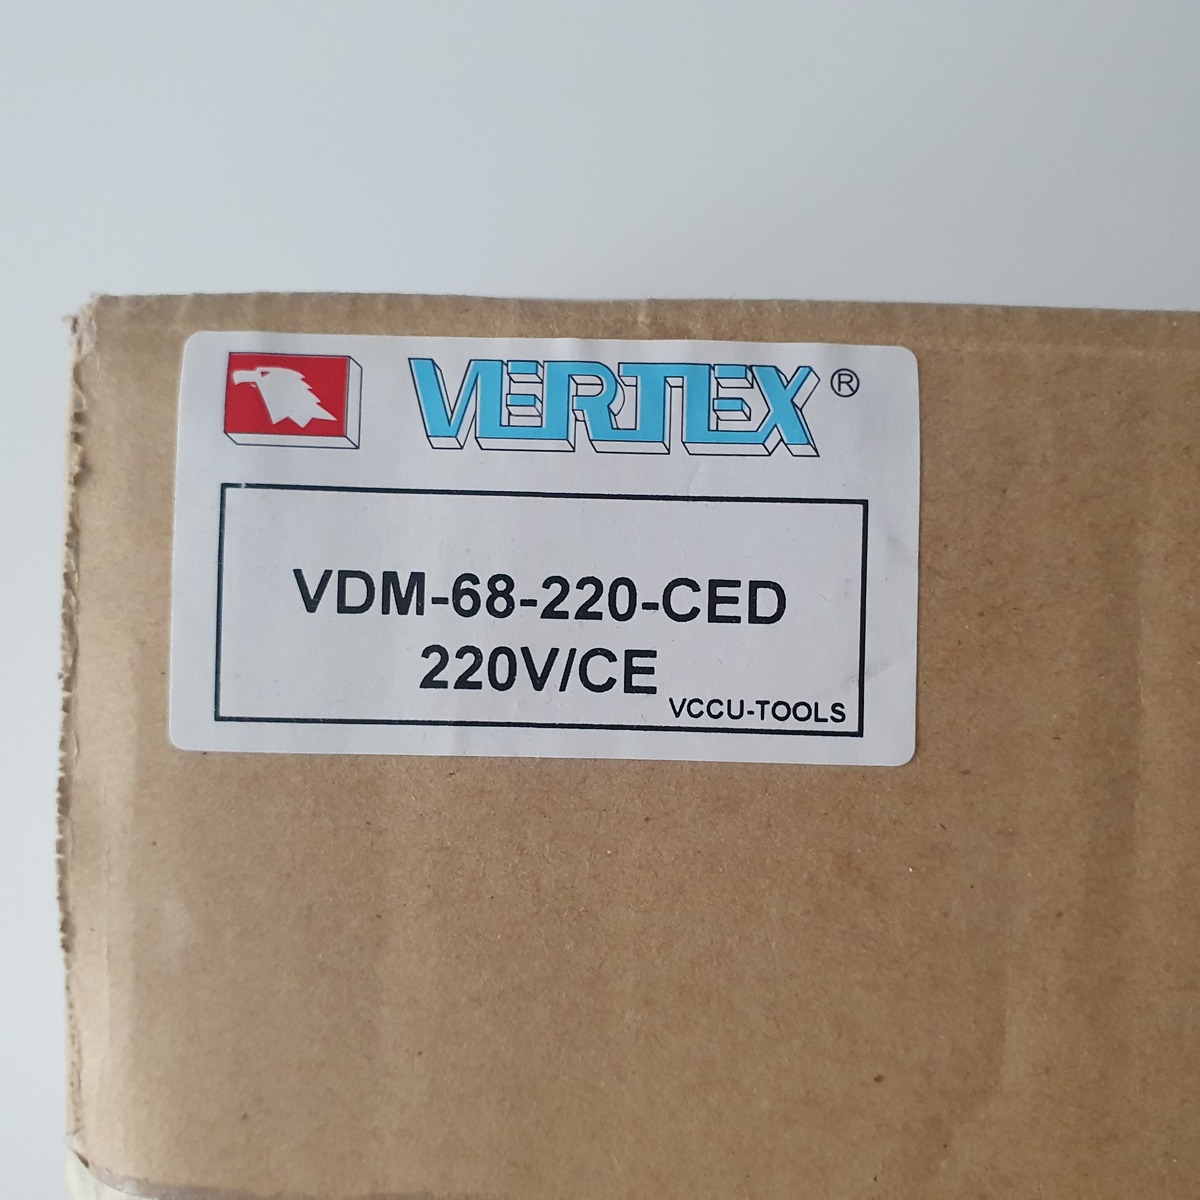 VERTEX®
VDM-68-220-CED
220V/CE
VCCU-TOOLS